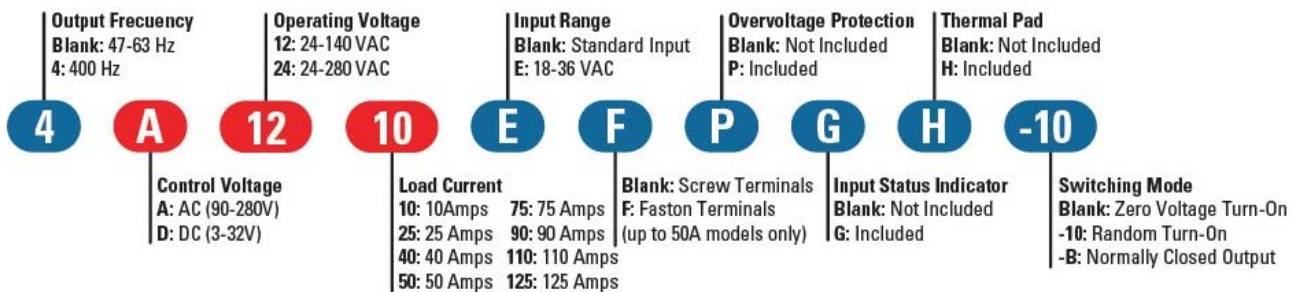 Output Frecuency
Blank: 47-63 Hz
4: 400 Hz
Operating Voltage
12: 24-140 VAC
24: 24-280 VAC
Input Range
Blank: Standard Input
E: 18-36 VAC
Overvoltage Protection
Blank: Not Included
P: Included
Thermal Pad
Blank: Not Included
H: Included
4 A 12 10 E F P G H -10
Control Voltage
A: AC (90-280V)
D: DC (3-32V)
Load Current
10: 10Amps 75: 75 Amps
25: 25 Amps 90: 90 Amps
40: 40 Amps 110: 110 Amps
50: 50 Amps 125: 125 Amps
Blank: Screw Terminals
F: Faston Terminals
(up to 50A models only)
Input Status Indicator
Blank: Not Included
G: Included
Switching Mode
Blank: Zero Voltage Turn-On
-10: Random Turn-On
-B: Normally Closed Output